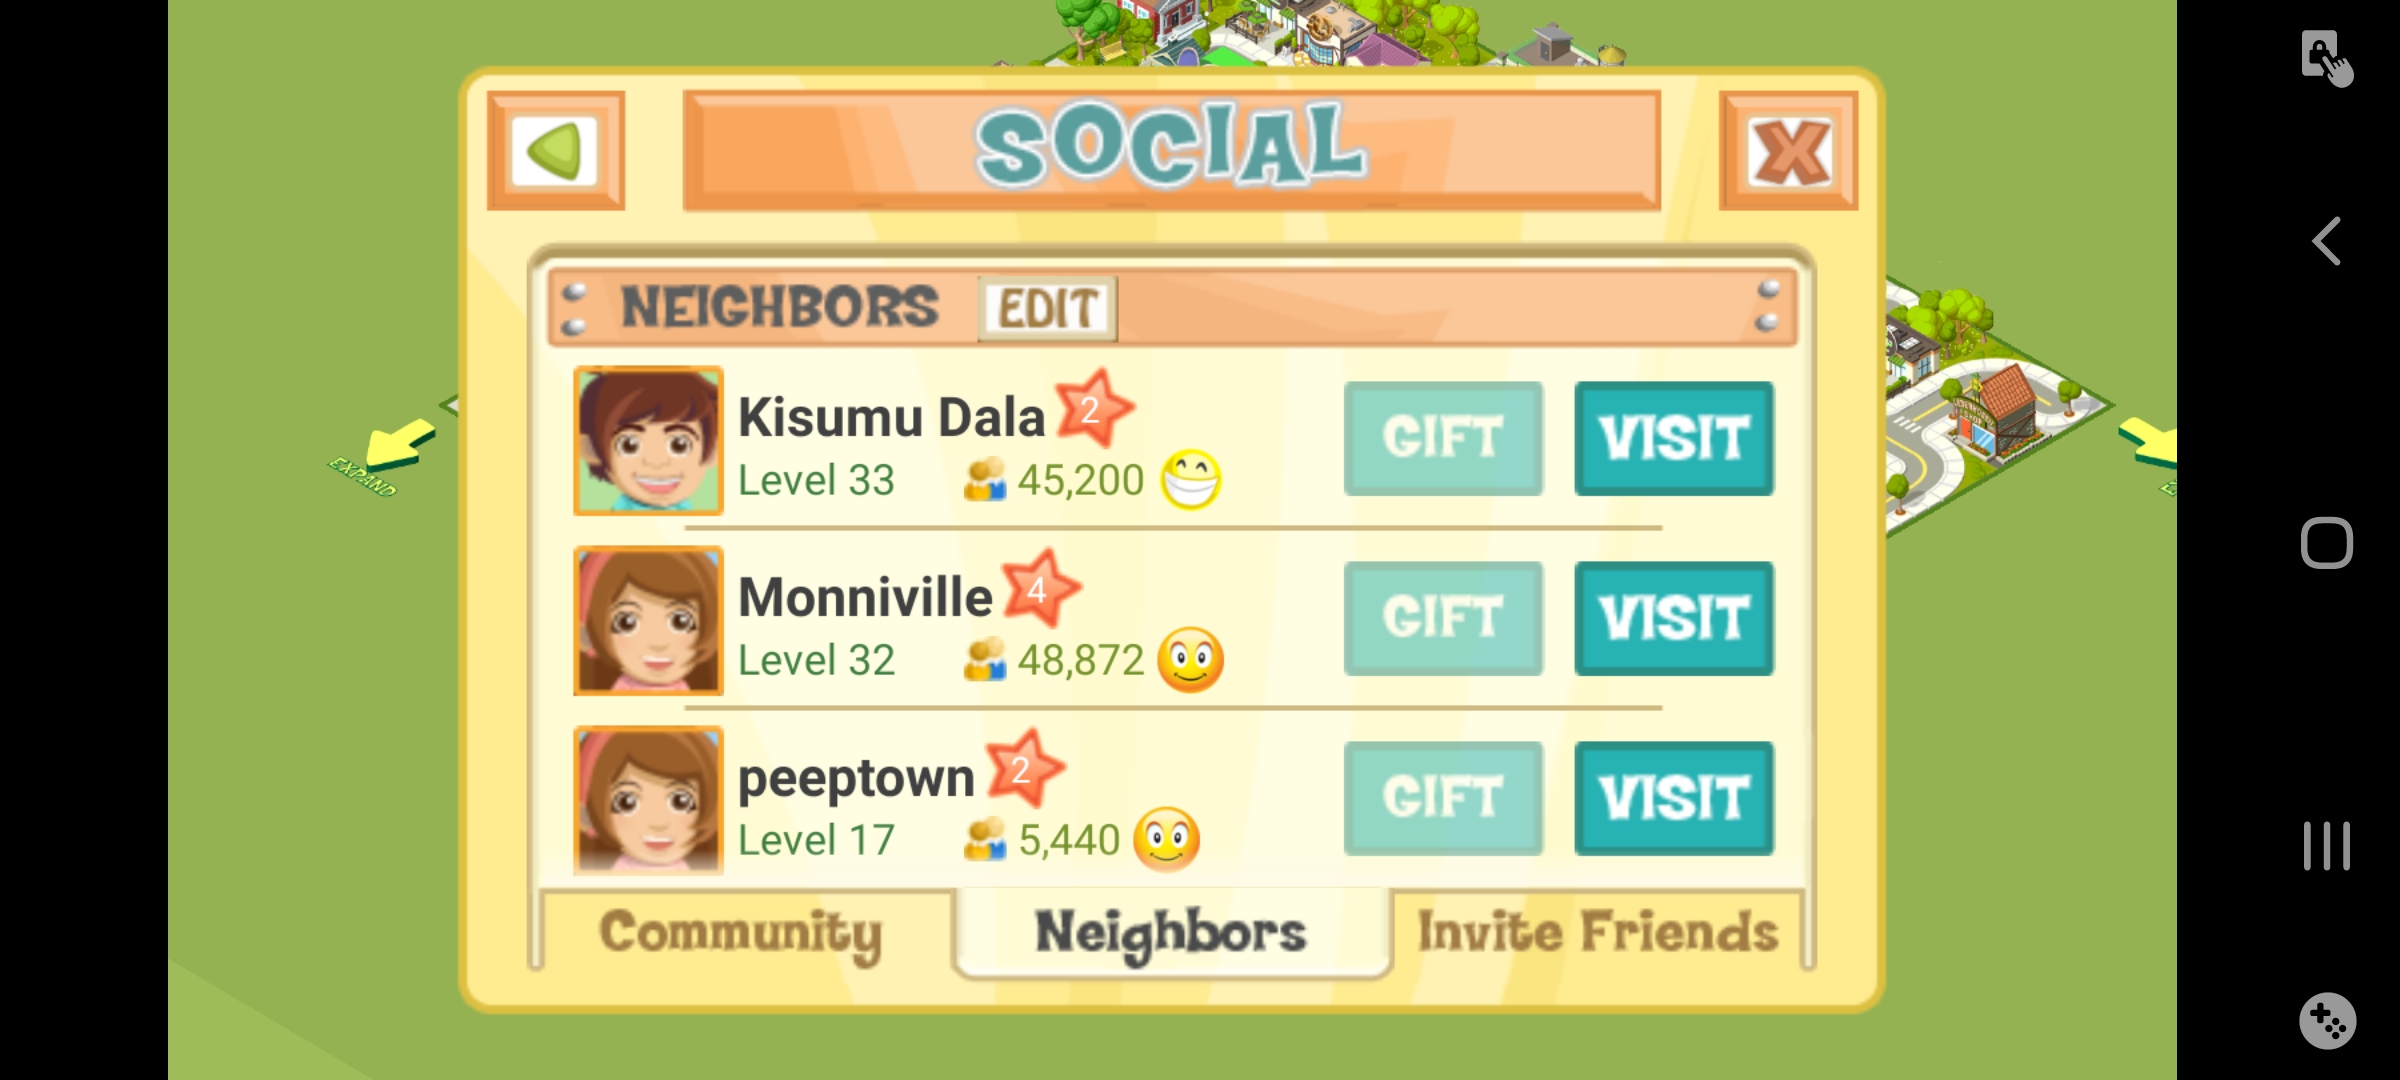 SOCIAL
NEIGHBORS EDIT
Kisumu Dala 2
Level 33 45,200
GIFT VISIT
Monniville 4
Level 32 48,872
GIFT VISIT
peeptown 2
Level 17 5,440
GIFT VISIT
Community Neighbors Invite Friends
EXPAND